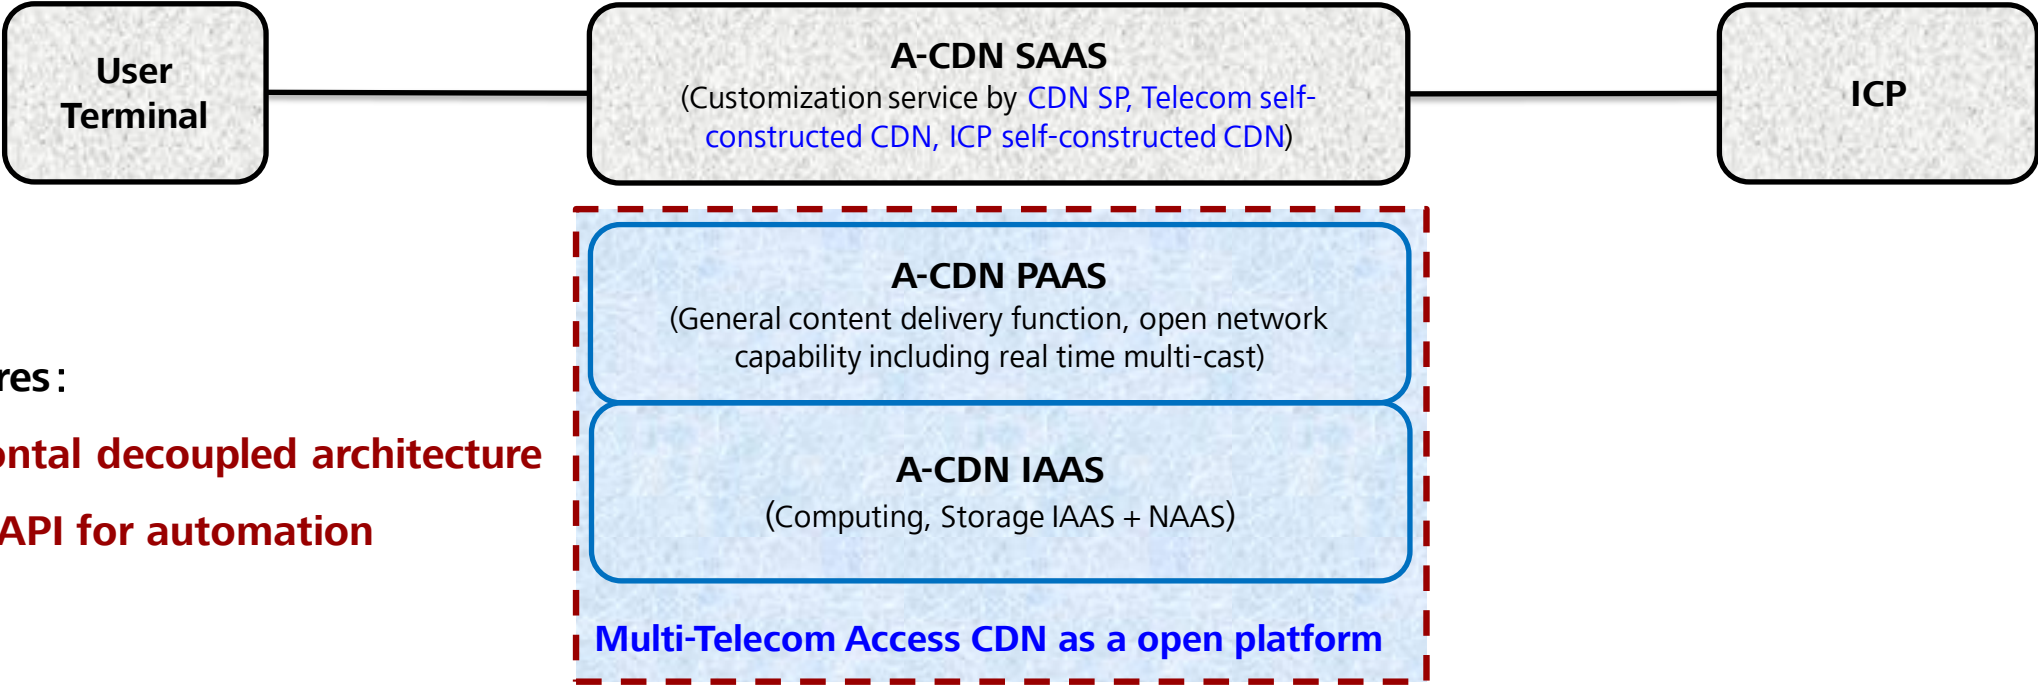 User
Terminal
A-CDN SAAS
(Customization service by CDN SP, Telecom self-
constructed CDN, ICP self-constructed CDN)
ICP
A-CDN PAAS
(General content delivery function, open network
capability including real time multi-cast)
res:
ontal decoupled architecture
API for automation
A-CDN IAAS
(Computing, Storage IAAS + NAAS)
Multi-Telecom Access CDN as a open platform